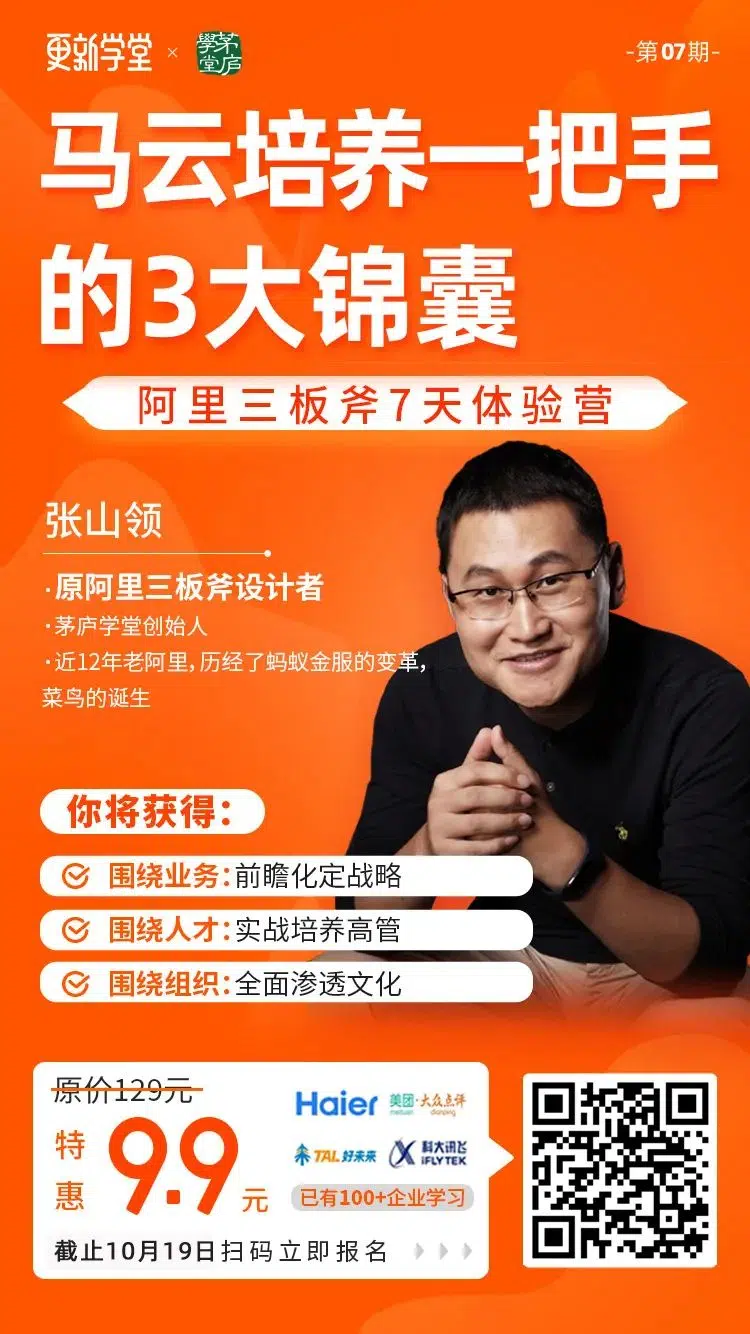 更新学堂 × 茅庐學堂
-第07期-
马云培养一把手
的3大锦囊
阿里三板斧7天体验营
张山领
·原阿里三板斧设计者
·茅庐学堂创始人
·近12年老阿里,历经了蚂蚁金服的变革,
菜鸟的诞生
你将获得:
围绕业务:前瞻化定战略
围绕人才:实战培养高管
围绕组织:全面渗透文化
原价129元
特惠 9.9元
Haier 美团·大众点评
meituan dianping
TAL好未来 科大讯飞
iFLYTEK
已有100+企业学习
截止10月19日扫码立即报名